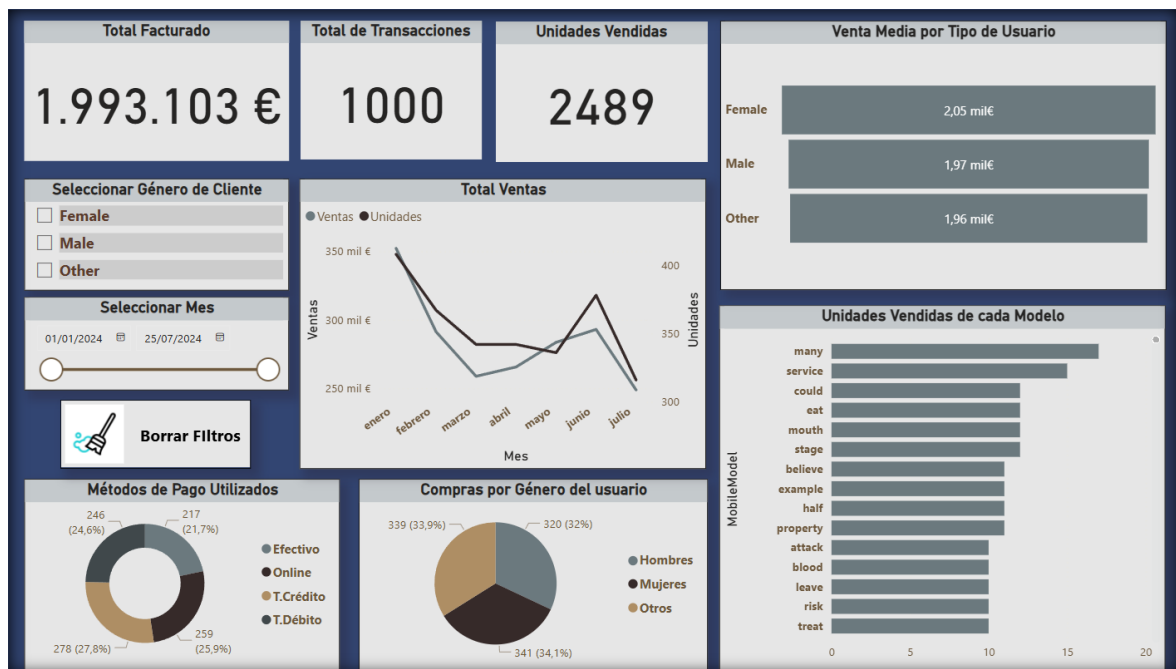 Total Facturado
1.993.103 €
Total de Transacciones
1000
Unidades Vendidas
2489
Venta Media por Tipo de Usuario
Female
2,05 mil€
Male
1,97 mil€
Other
1,96 mil€
Seleccionar Género de Cliente
Female
Male
Other
Seleccionar Mes
01/01/2024
25/07/2024
Borrar FIltros
Total Ventas
Ventas
Unidades
350 mil €
300 mil €
250 mil €
Ventas
400
350
300
Unidades
enero
febrero
marzo
abril
mayo
junio
julio
Mes
Unidades Vendidas de cada Modelo
MobileModel
many
service
could
eat
mouth
stage
believe
example
half
property
attack
blood
leave
risk
treat
0
5
10
15
20
Métodos de Pago Utilizados
246
(24,6%)
217
(21,7%)
278 (27,8%)
259
(25,9%)
Efectivo
Online
T.Crédito
T.Débito
Compras por Género del usuario
339 (33,9%)
320 (32%)
341 (34,1%)
Hombres
Mujeres
Otros